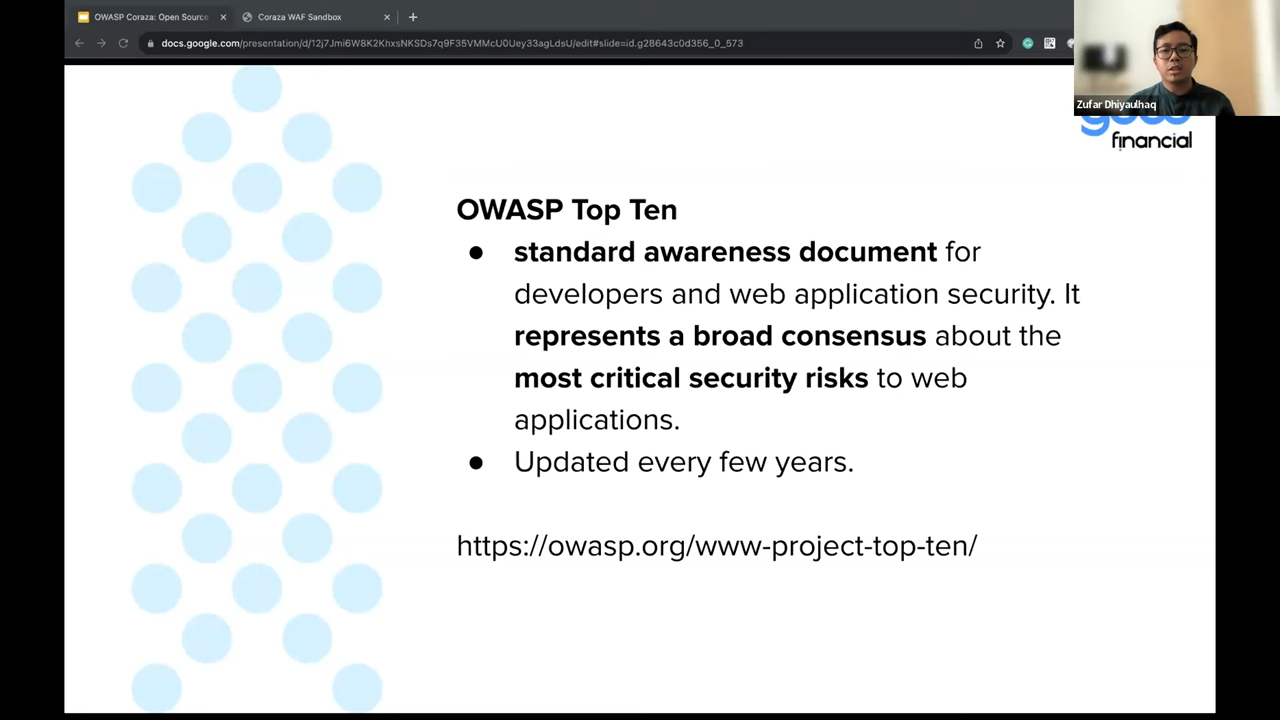 OWASP Coraza: Open Source
Coraza WAF Sandbox
docs.google.com/presentation/d/12j7Jmi6W8K2KhxsNKSDs7q9F35VMMcU0Uey33agLdsU/edit#slide=id.g28643c0d356_0_573
Zufar Dhiyaulhaq
financial
OWASP Top Ten
● standard awareness document for
developers and web application security. It
represents a broad consensus about the
most critical security risks to web
applications.
● Updated every few years.
https://owasp.org/www-project-top-ten/